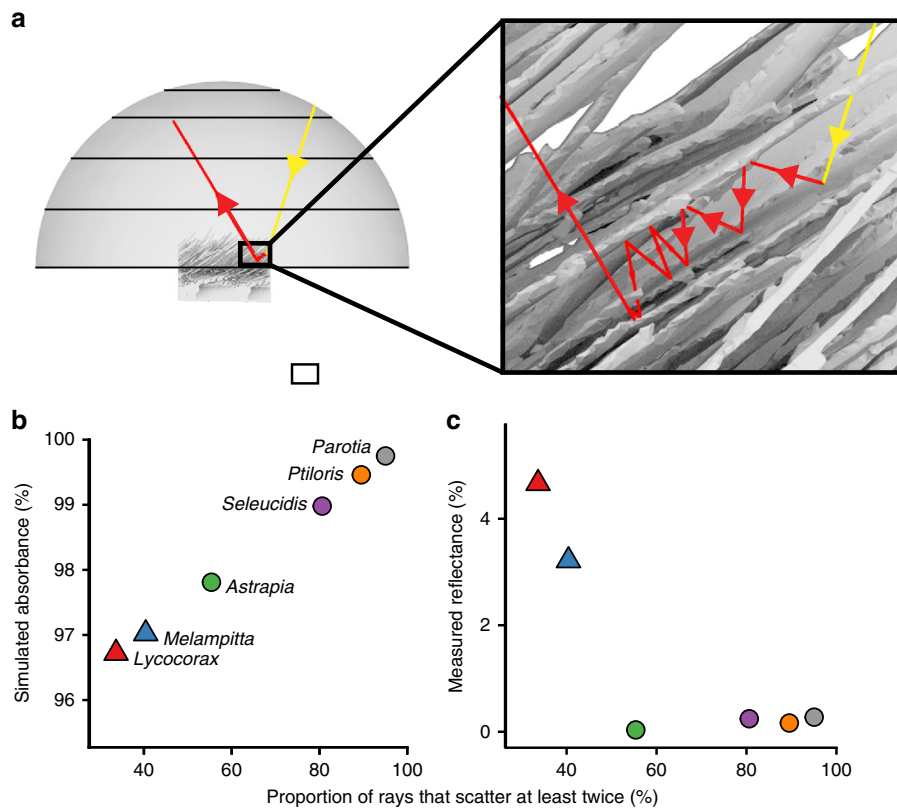 a
b
Simulated absorbance (%)
100
99
98
97
96
Parotia
Ptiloris
Seleucidis
Astrapia
Melampitta
Lycocorax
40
60
80
100
c
Measured reflectance (%)
4
2
0
40
60
80
100
Proportion of rays that scatter at least twice (%)